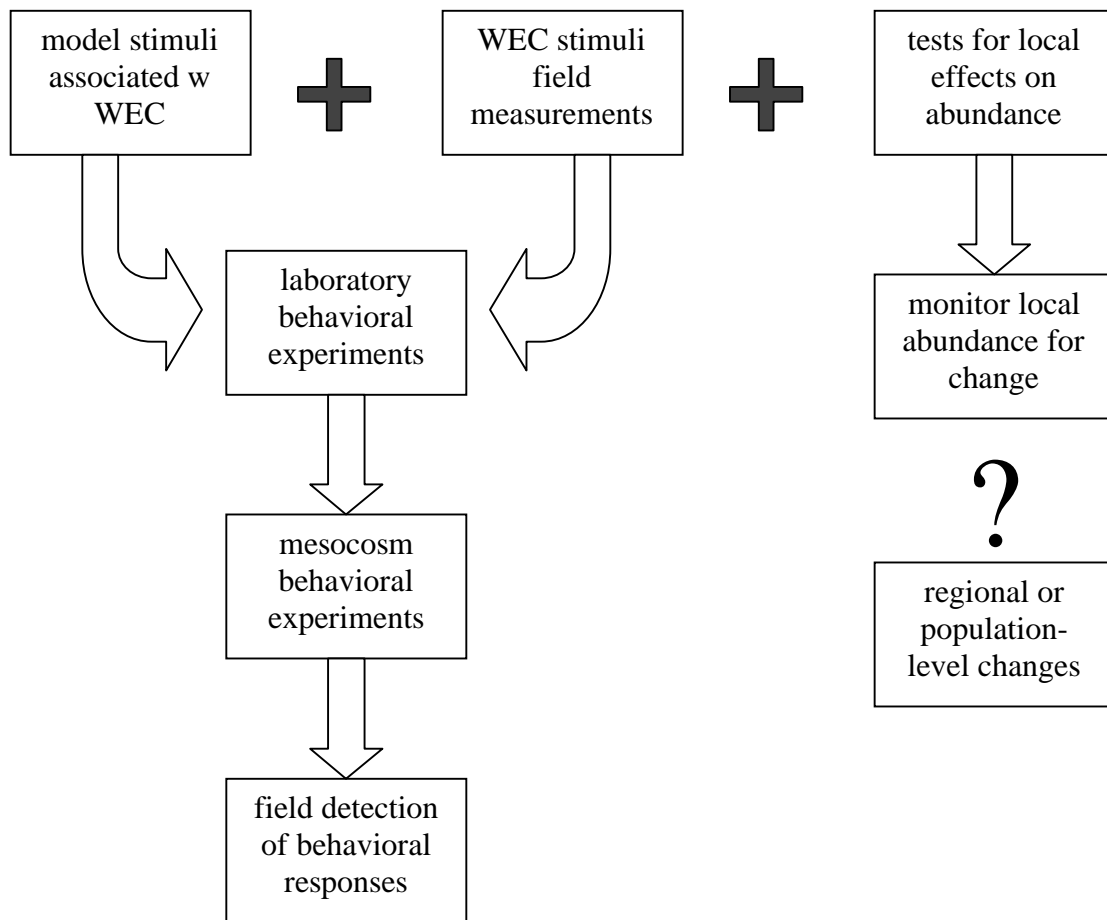 model stimuli
associated w
WEC
WEC stimuli
field
measurements
tests for local
effects on
abundance
laboratory
behavioral
experiments
monitor local
abundance for
change
?
mesocosm
behavioral
experiments
regional or
population-
level changes
field detection
of behavioral
responses